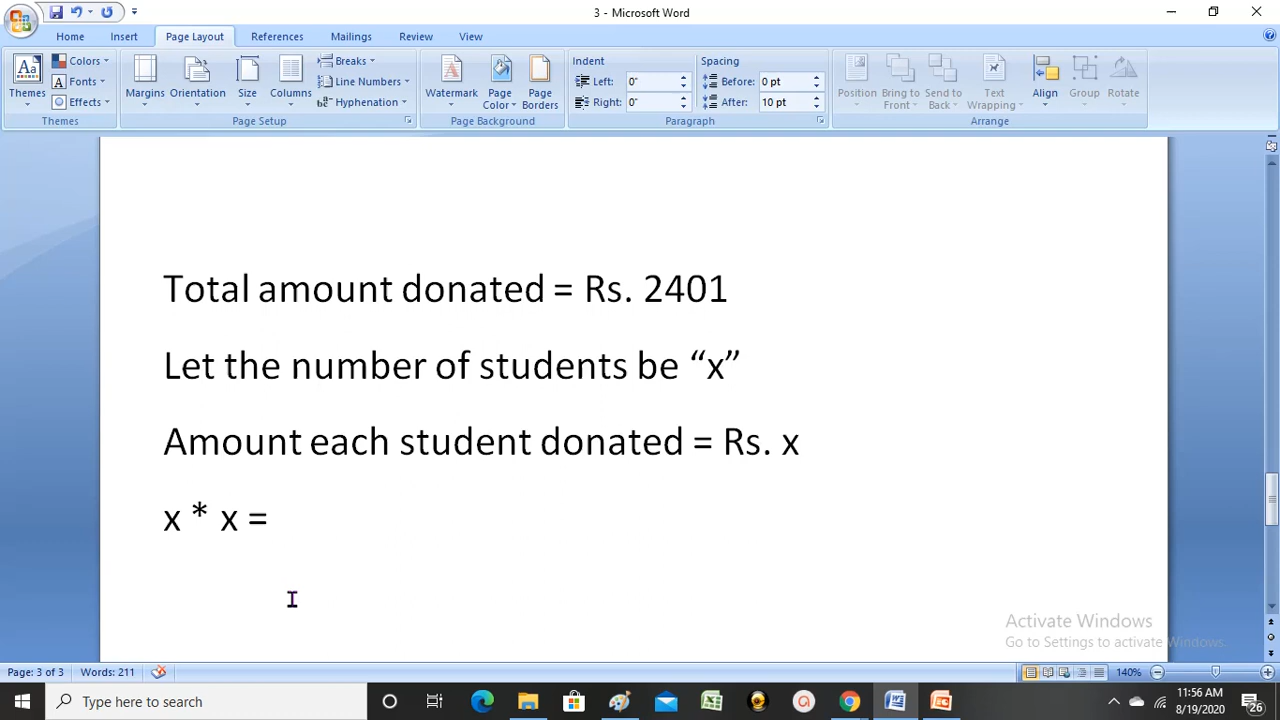 3 - Microsoft Word
Home Insert Page Layout References Mailings Review View
Themes
Colors
Fonts
Effects
Themes
Margins
Orientation
Size
Columns
Breaks
Line Numbers
Hyphenation
Page Setup
Watermark
Page Color
Page Borders
Page Background
Indent
Left: 0"
Right: 0"
Spacing
Before: 0 pt
After: 10 pt
Paragraph
Position
Bring to Front
Send to Back
Text Wrapping
Align
Group
Rotate
Arrange
Total amount donated = Rs. 2401
Let the number of students be “x”
Amount each student donated = Rs. x
x * x =
Activate Windows
Go to Settings to activate Windows.
Page: 3 of 3 Words: 211 140%
Type here to search
11:56 AM
8/19/2020
26